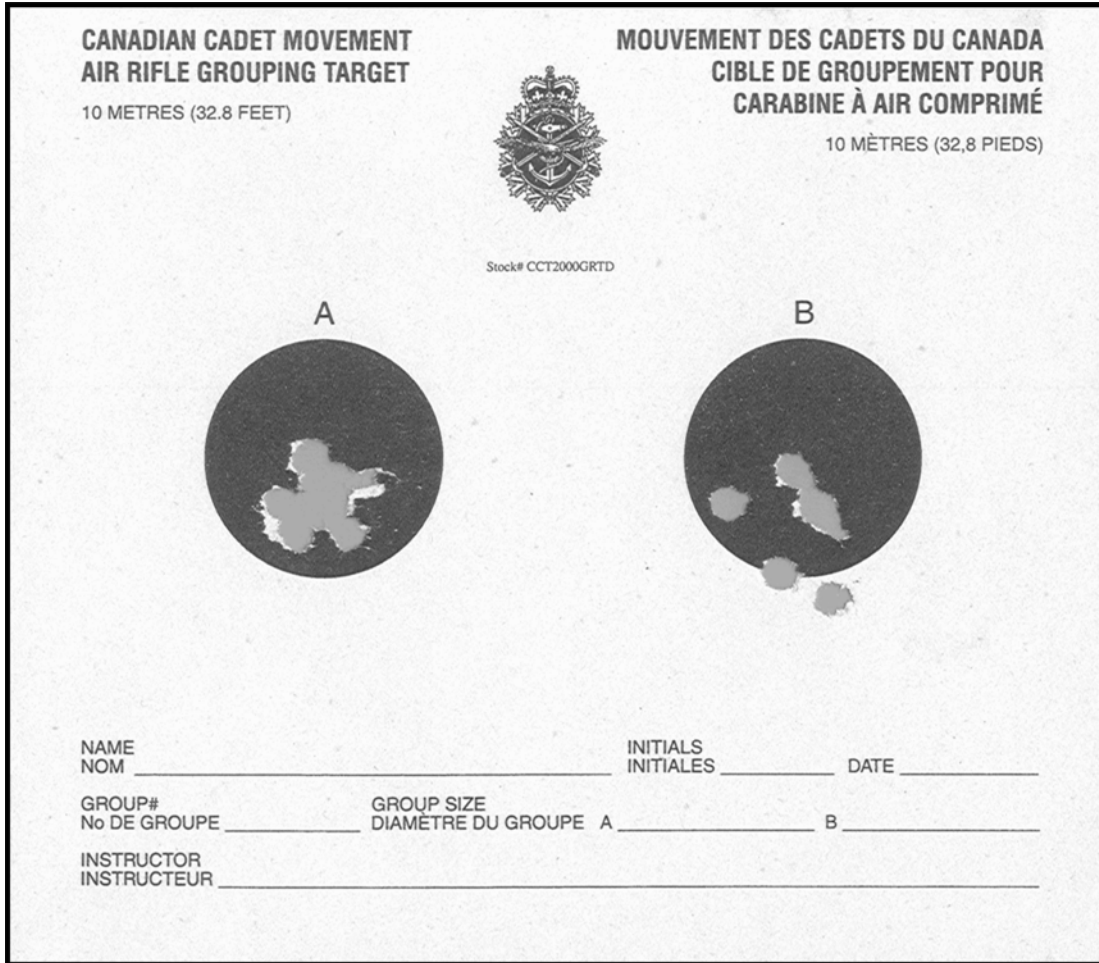 CANADIAN CADET MOVEMENT
AIR RIFLE GROUPING TARGET
10 METRES (32.8 FEET)
MOUVEMENT DES CADETS DU CANADA
CIBLE DE GROUPEMENT POUR
CARABINE À AIR COMPRIMÉ
10 MÈTRES (32,8 PIEDS)
Stock# CCT2000GRTD
A
B
NAME
NOM
INITIALS
INITIALES
DATE
GROUP#
No DE GROUPE
GROUP SIZE
DIAMÈTRE DU GROUPE A
B
INSTRUCTOR
INSTRUCTEUR